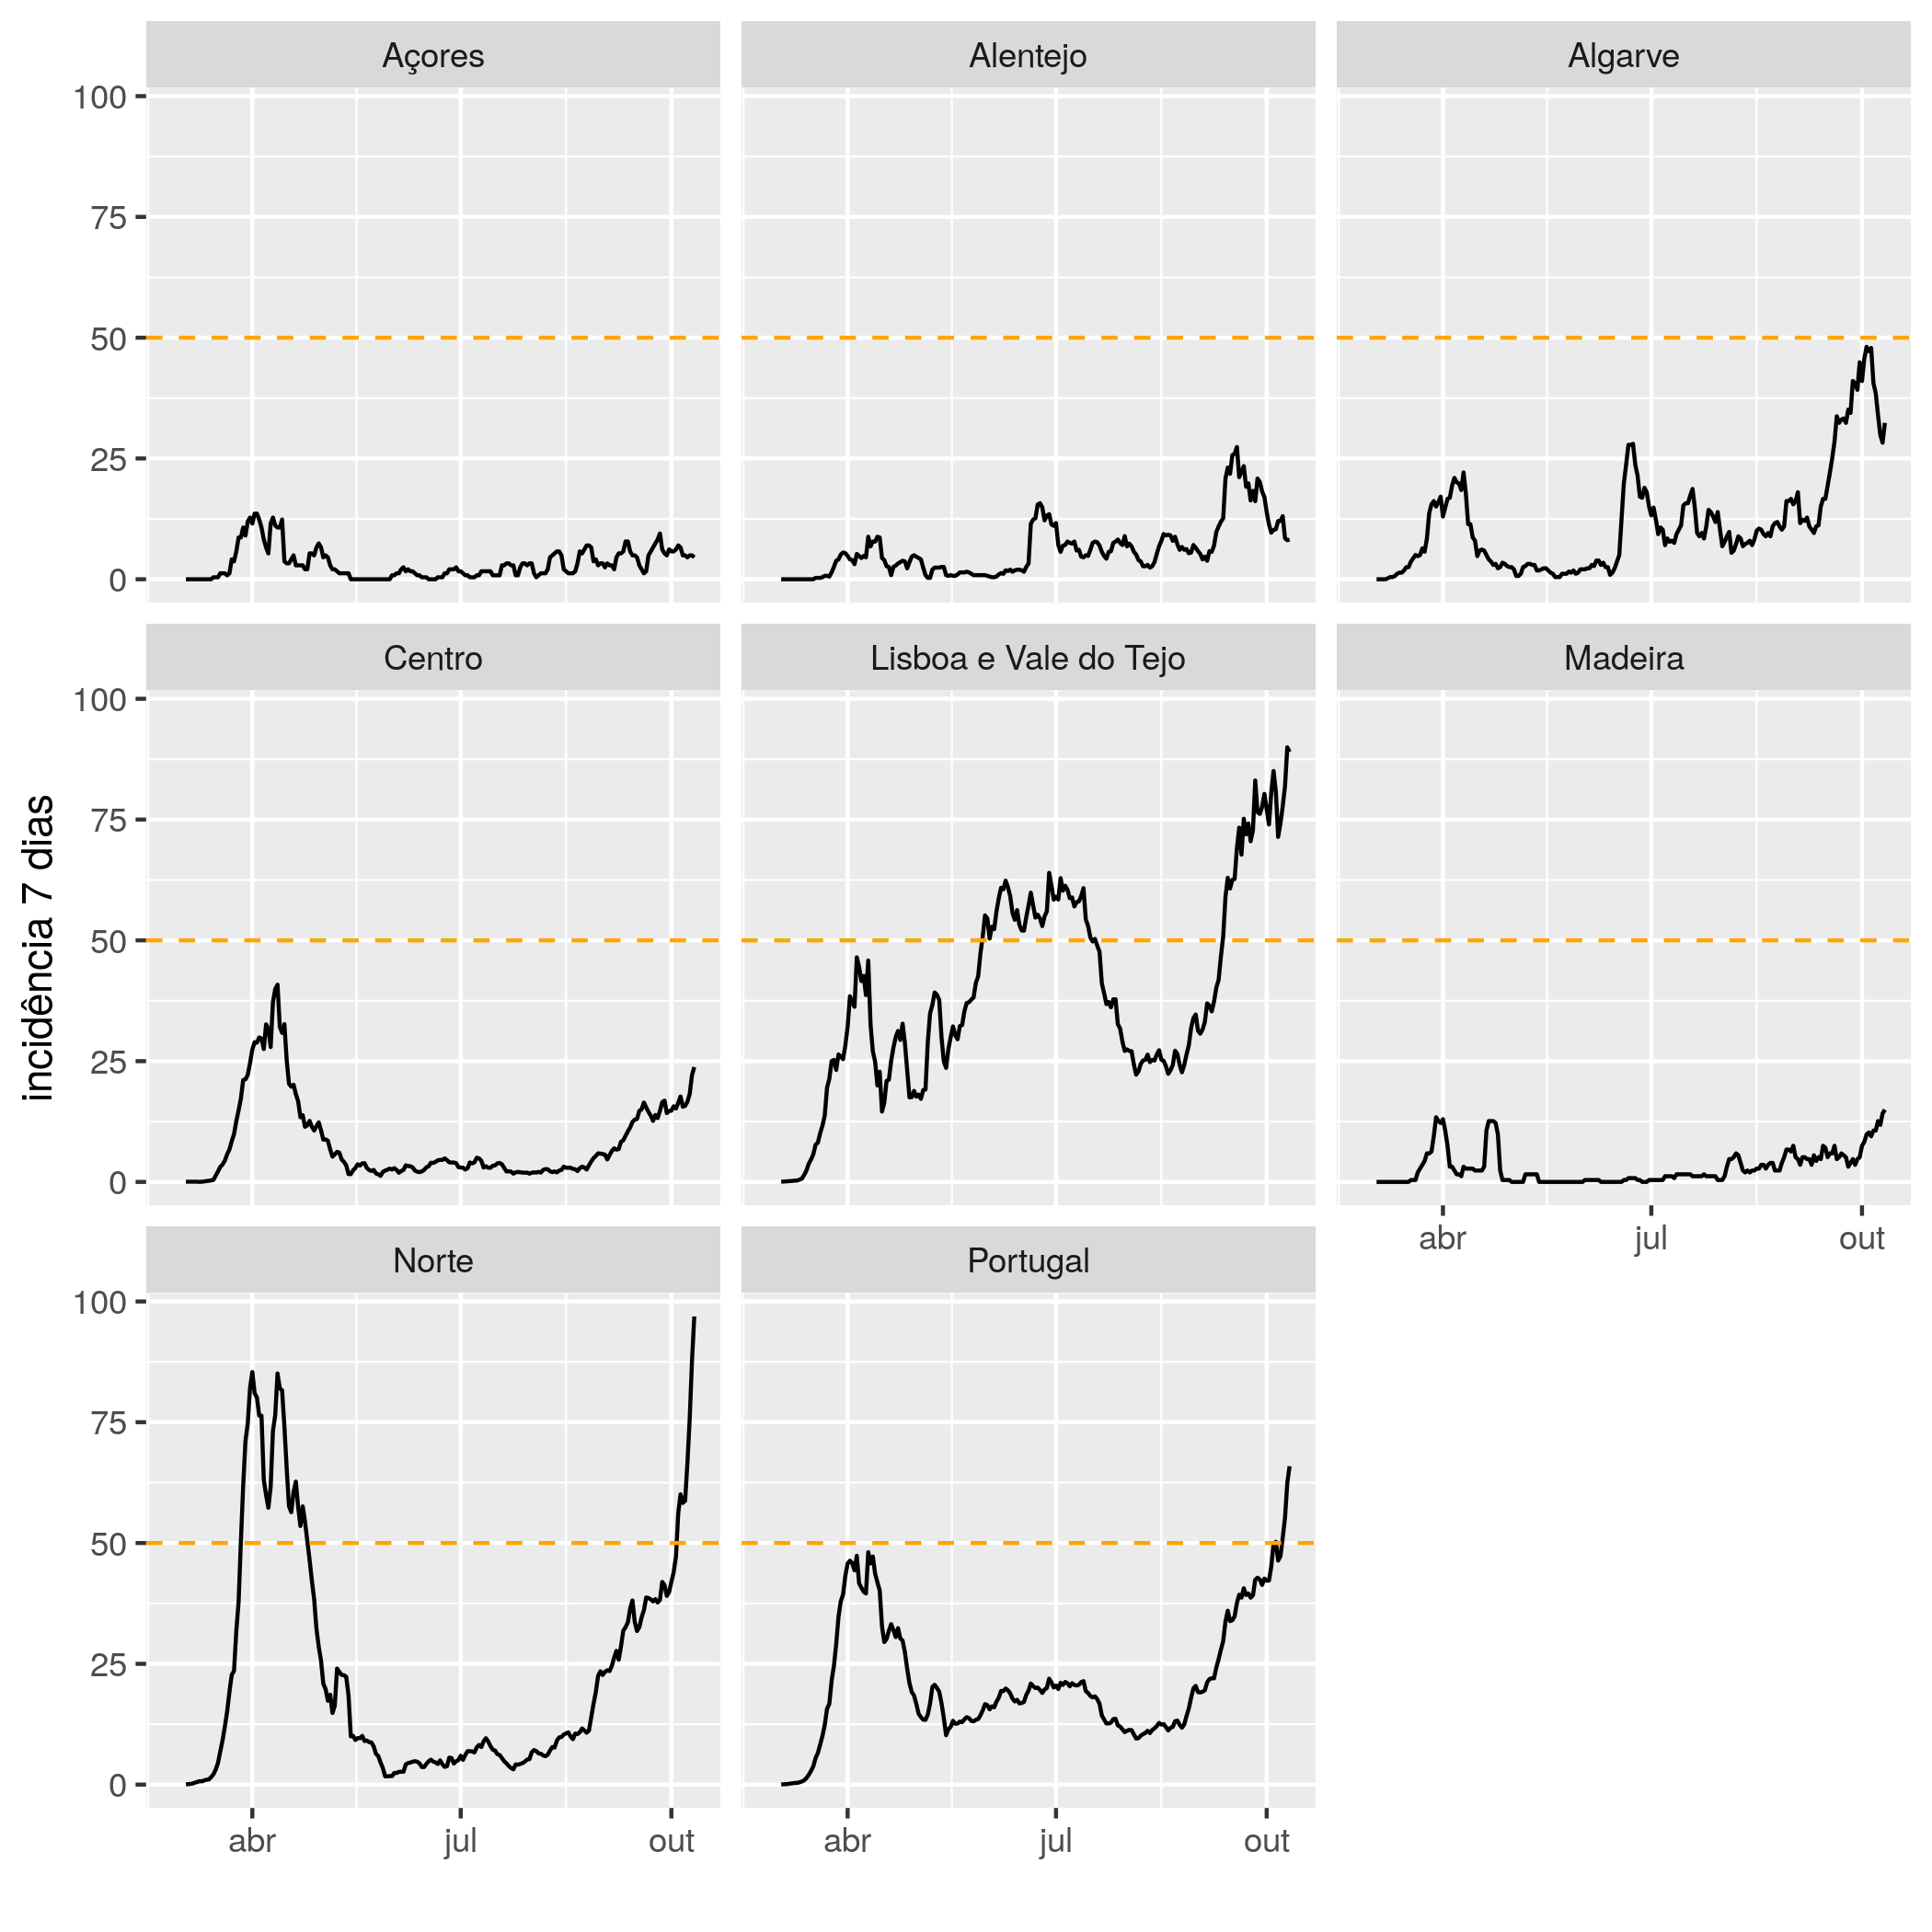 Açores
Alentejo
Algarve
100
75
50
25
0
Centro
Lisboa e Vale do Tejo
Madeira
100
75
50
25
0
incidência 7 dias
abr
jul
out
Norte
Portugal
100
75
50
25
0
abr
jul
out
abr
jul
out